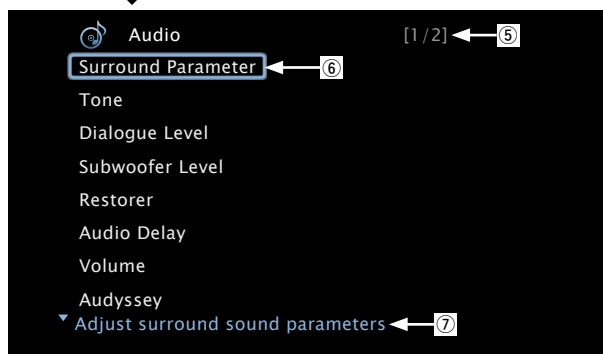 Audio [1/2] ⑤
Surround Parameter ⑥
Tone
Dialogue Level
Subwoofer Level
Restorer
Audio Delay
Volume
Audyssey
Adjust surround sound parameters ⑦